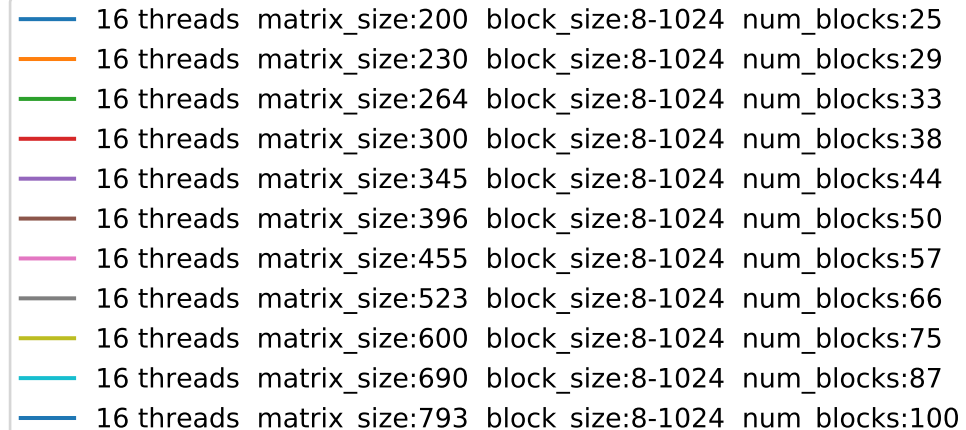 16 threads matrix_size:200 block_size:8-1024 num_blocks:25
16 threads matrix_size:230 block_size:8-1024 num_blocks:29
16 threads matrix_size:264 block_size:8-1024 num_blocks:33
16 threads matrix_size:300 block_size:8-1024 num_blocks:38
16 threads matrix_size:345 block_size:8-1024 num_blocks:44
16 threads matrix_size:396 block_size:8-1024 num_blocks:50
16 threads matrix_size:455 block_size:8-1024 num_blocks:57
16 threads matrix_size:523 block_size:8-1024 num_blocks:66
16 threads matrix_size:600 block_size:8-1024 num_blocks:75
16 threads matrix_size:690 block_size:8-1024 num_blocks:87
16 threads matrix_size:793 block_size:8-1024 num_blocks:100